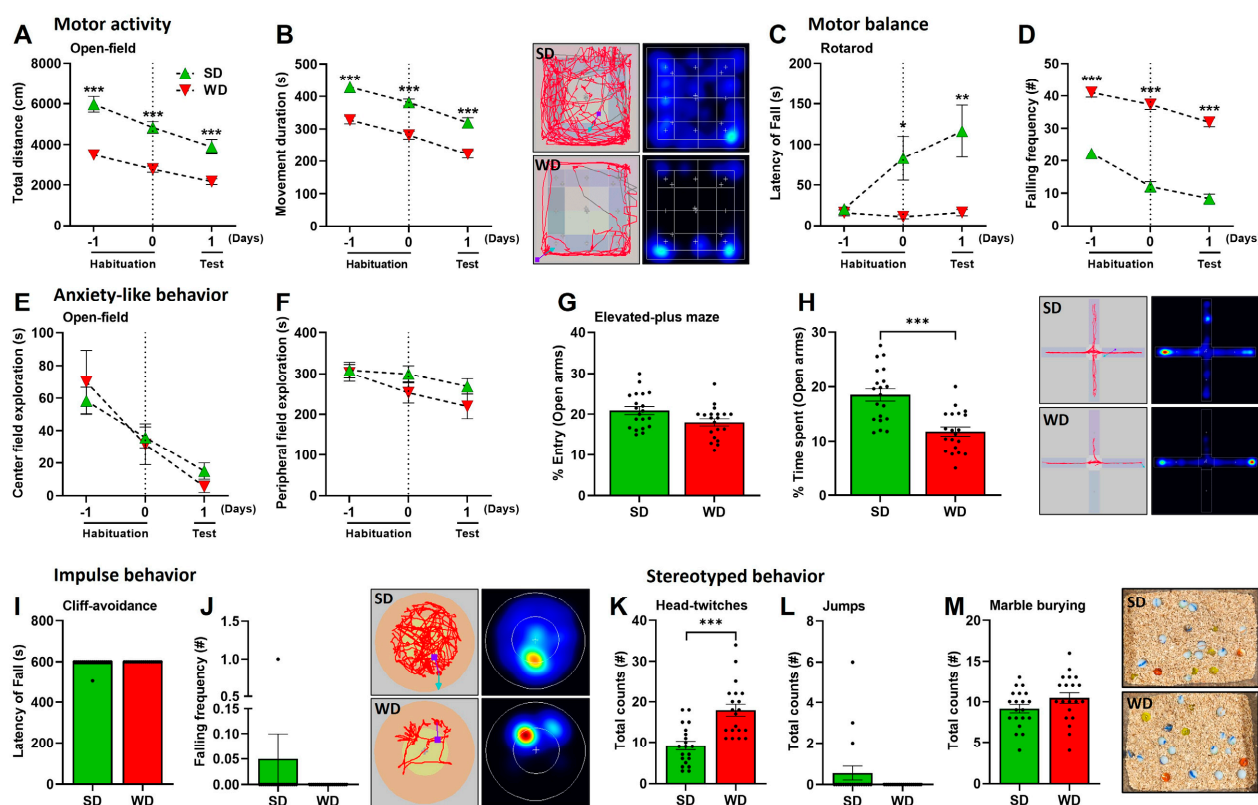 Motor activity
Motor balance
A
Open-field
Total distance (cm)
8000
6000
4000
2000
0
SD
WD
***
***
***
-1
0
1
(Days)
Habituation
Test
B
Movement duration (s)
500
400
300
200
100
0
***
***
***
-1
0
1
(Days)
Habituation
Test
SD
WD
C
Rotarod
Latency of Fall (s)
200
150
100
50
0
*
**
-1
0
1
(Days)
Habituation
Test
D
Falling frequency (#)
50
40
30
20
10
0
***
***
***
-1
0
1
(Days)
Habituation
Test
Anxiety-like behavior
E
Open-field
Center field exploration (s)
100
80
60
40
20
0
-1
0
1
(Days)
Habituation
Test
F
Peripheral field exploration (s)
400
300
200
100
0
-1
0
1
(Days)
Habituation
Test
G
Elevated-plus maze
% Entry (Open arms)
40
30
20
10
0
SD
WD
H
% Time spent (Open arms)
30
20
10
0
***
SD
WD
SD
WD
Impulse behavior
Stereotyped behavior
I
Cliff-avoidance
Latency of Fall (s)
800
600
400
200
0
SD
WD
J
Falling frequency (#)
1.5
1.0
0.5
0.15
0.10
0.05
0.00
SD
WD
SD
WD
K
Head-twitches
Total counts (#)
40
30
20
10
0
***
SD
WD
L
Jumps
Total counts (#)
8
6
4
2
0
SD
WD
M
Marble burying
Total counts (#)
20
15
10
5
0
SD
WD
SD
WD